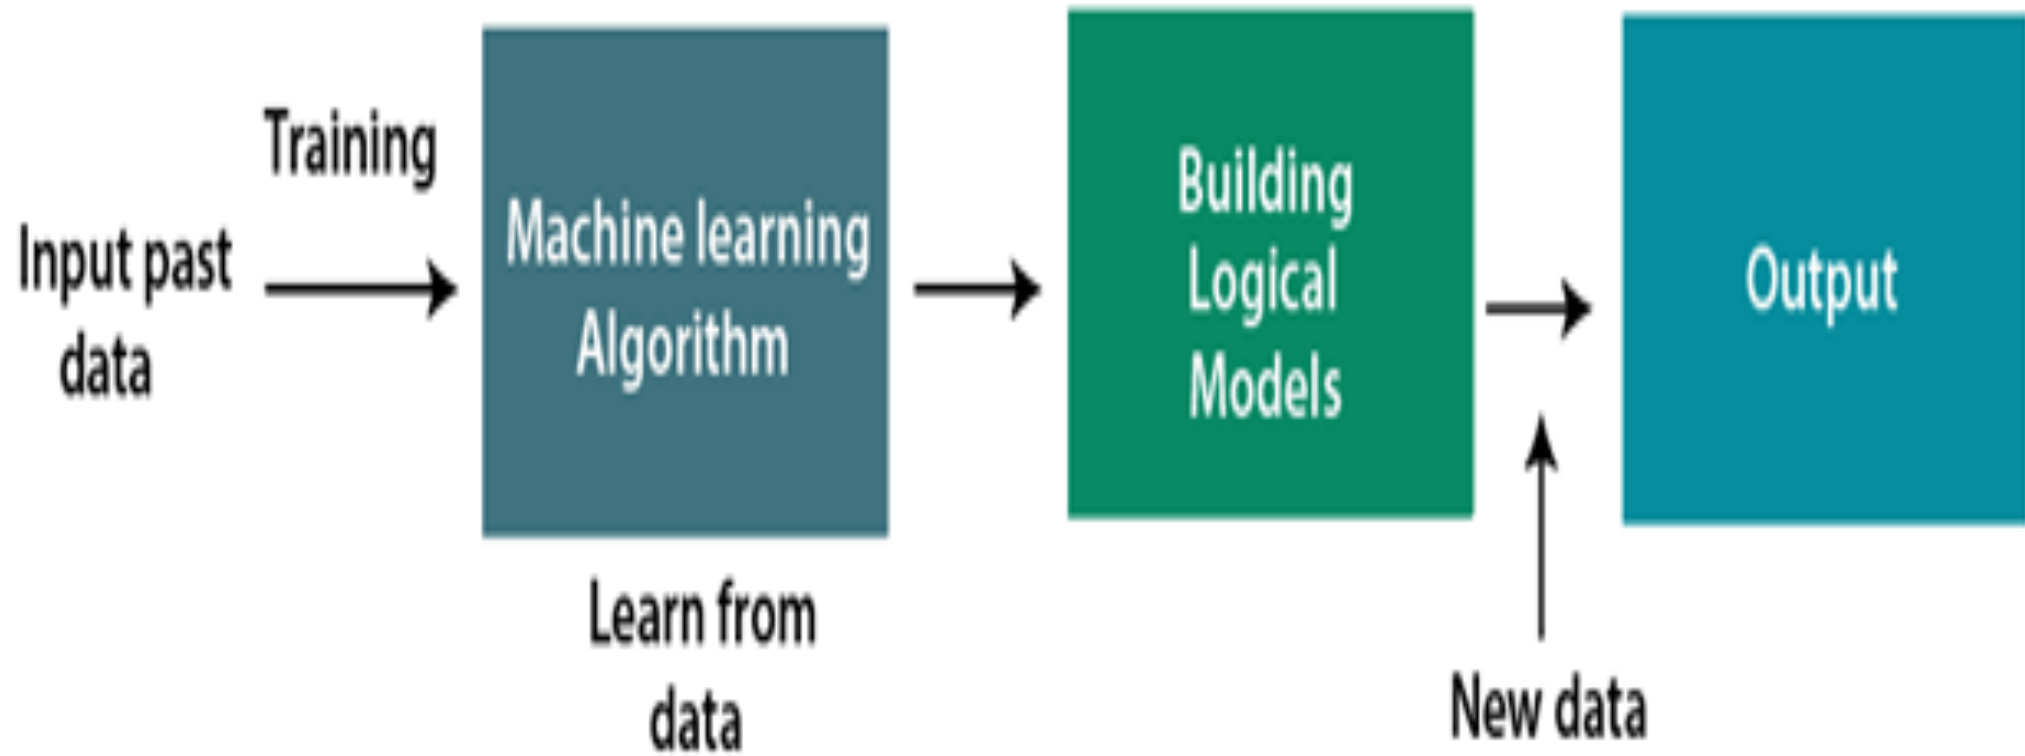 Training
Input past
data
Machine learning
Algorithm
Learn from
data
Building
Logical
Models
New data
Output